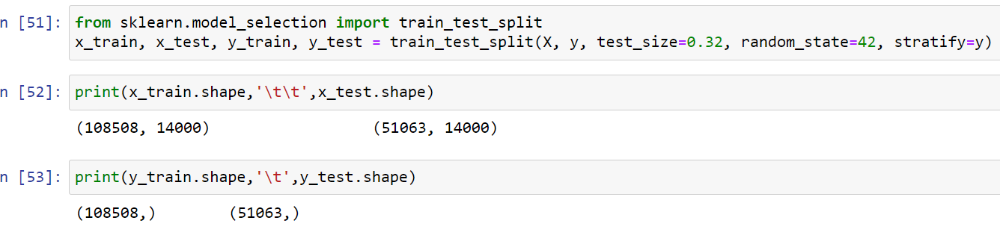 n [51]: from sklearn.model_selection import train_test_split
x_train, x_test, y_train, y_test = train_test_split(X, y, test_size=0.32, random_state=42, stratify=y)
n [52]: print(x_train.shape,'\t\t',x_test.shape)
(108508, 14000) (51063, 14000)
n [53]: print(y_train.shape,'\t',y_test.shape)
(108508,) (51063,)